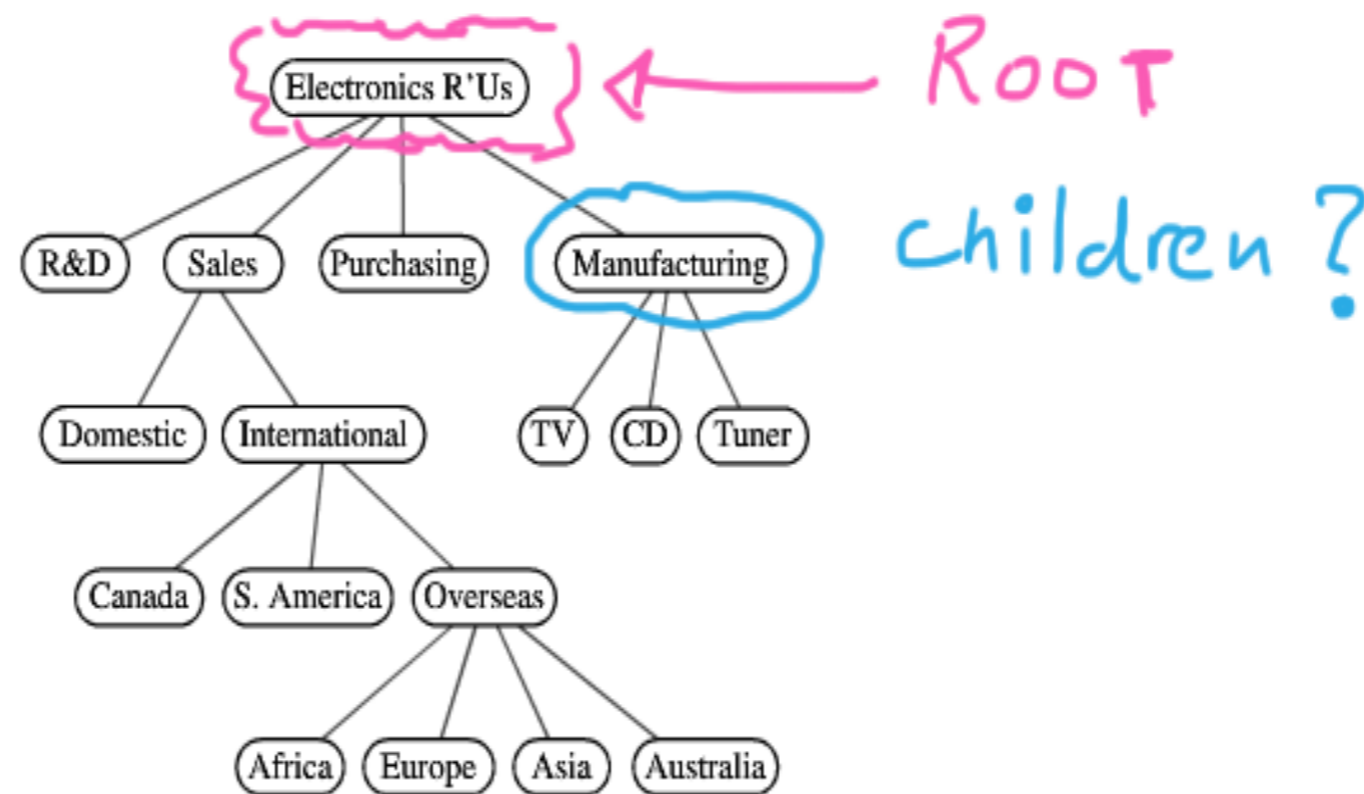 Electronics R'Us
Root
R&D Sales Purchasing Manufacturing
children ?
Domestic International TV CD Tuner
Canada S. America Overseas
Africa Europe Asia Australia